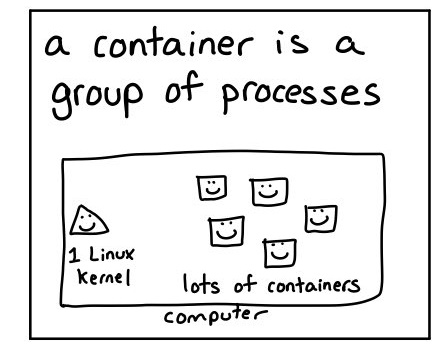 a container is a
group of processes
1 Linux
Kernel
lots of containers
computer